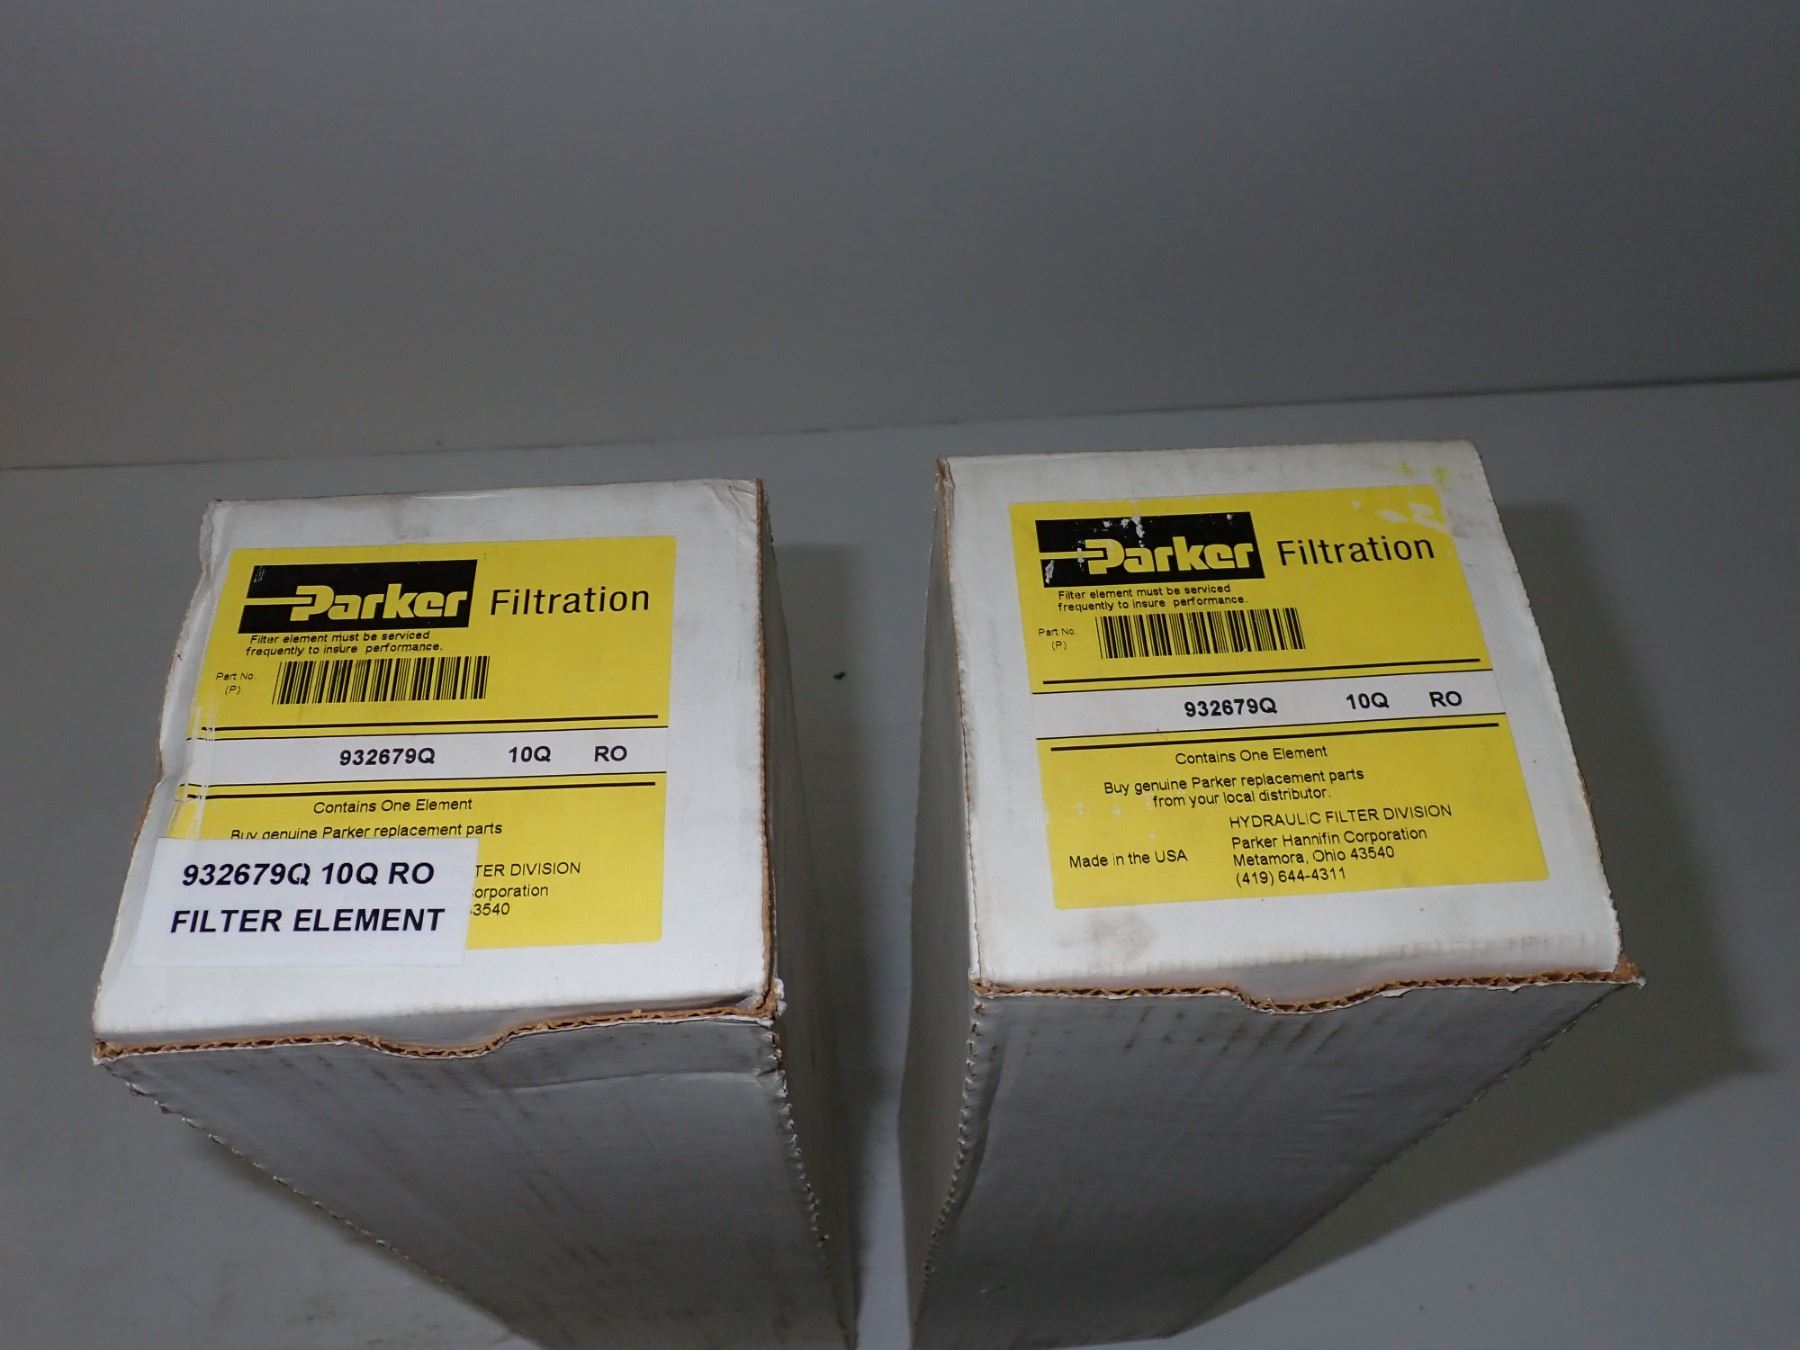 Parker Filtration
Filter element must be serviced
frequently to insure performance.
Part No.
(P)
932679Q 10Q RO
Contains One Element
Buy genuine Parker replacement parts
TER DIVISION
orporation
3540
932679Q 10Q RO
FILTER ELEMENT
Parker Filtration
Filter element must be serviced
frequently to insure performance.
Part No.
(P)
932679Q 10Q RO
Contains One Element
Buy genuine Parker replacement parts
from your local distributor.
HYDRAULIC FILTER DIVISION
Parker Hannifin Corporation
Made in the USA Metamora, Ohio 43540
(419) 644-4311